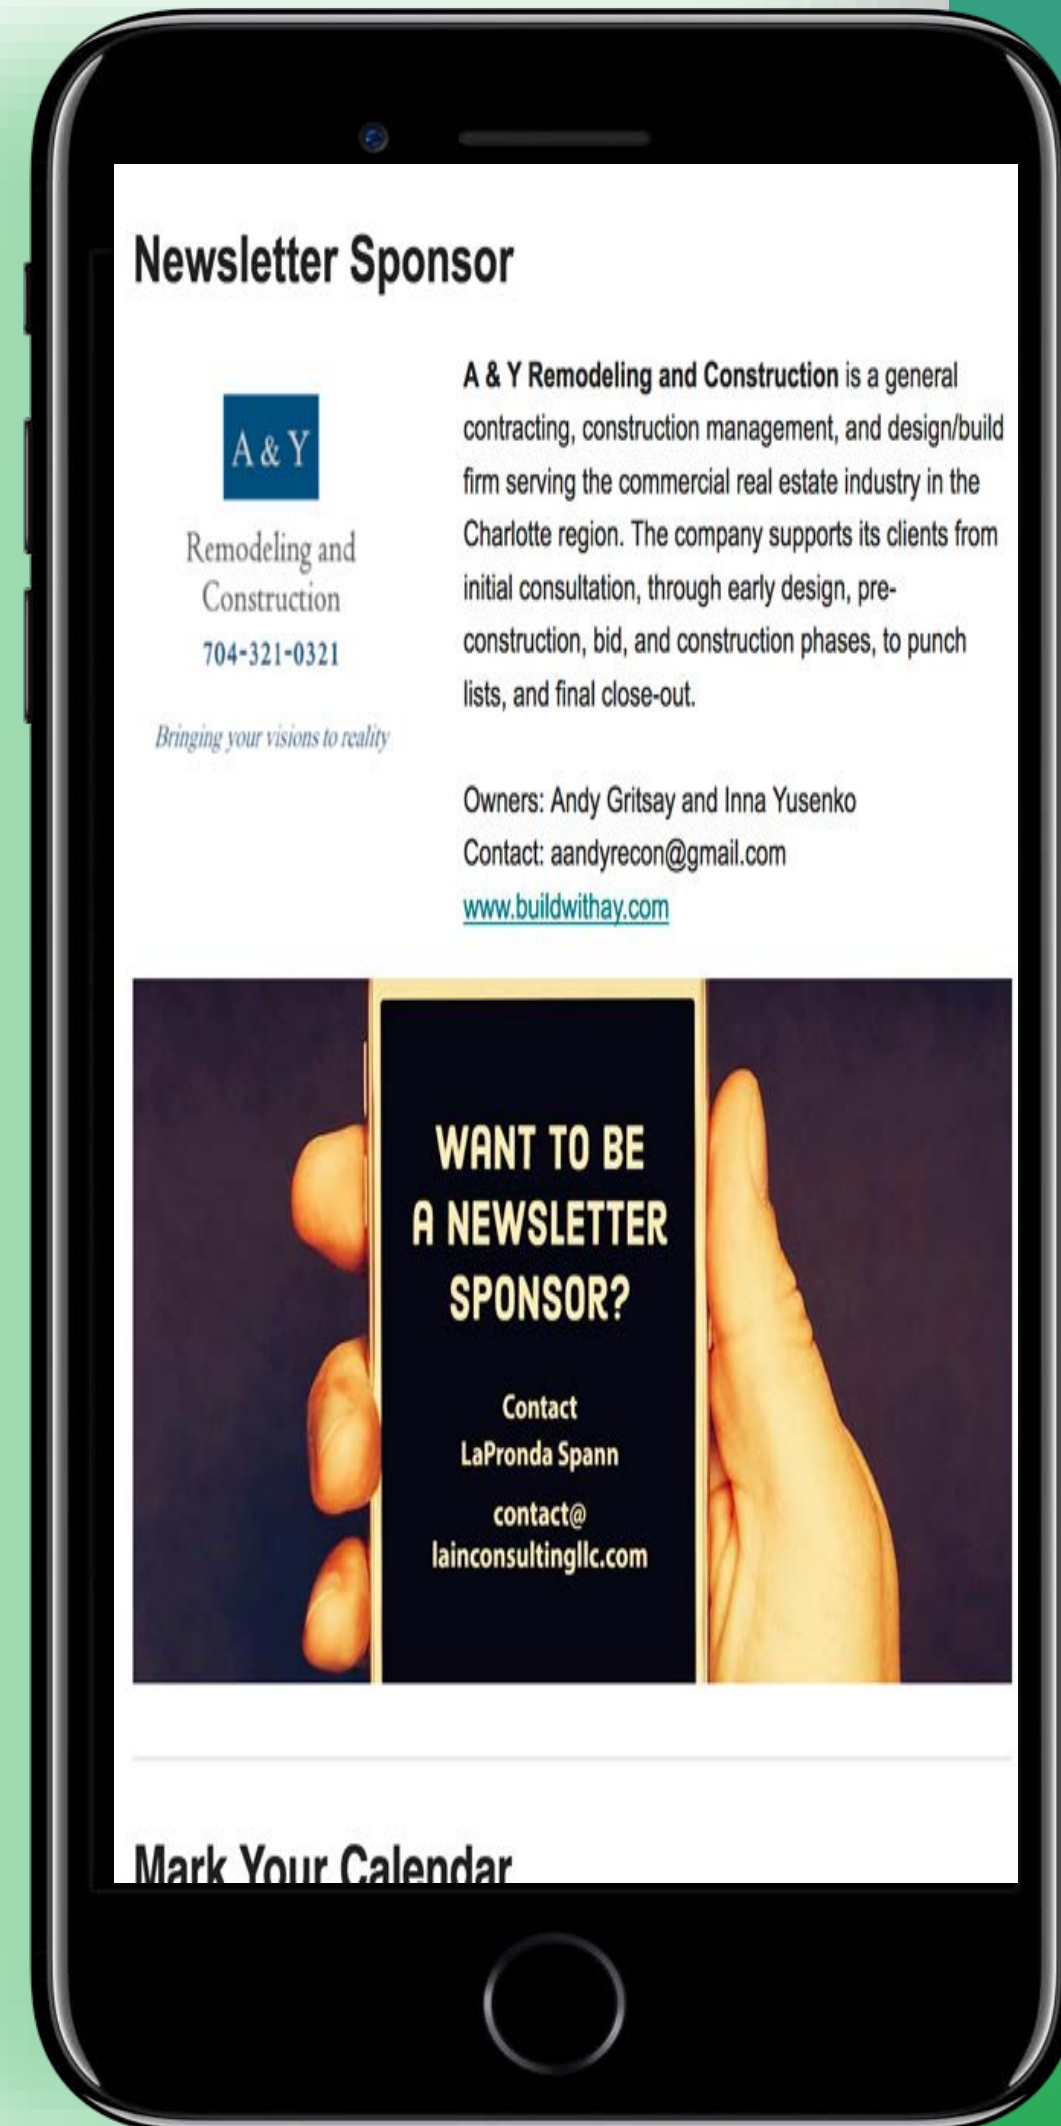 Newsletter Sponsor
A & Y
Remodeling and
Construction
704-321-0321
Bringing your visions to reality
A & Y Remodeling and Construction is a general
contracting, construction management, and design/build
firm serving the commercial real estate industry in the
Charlotte region. The company supports its clients from
initial consultation, through early design, pre-
construction, bid, and construction phases, to punch
lists, and final close-out.
Owners: Andy Gritsay and Inna Yusenko
Contact: aandyrecon@gmail.com
www.buildwithay.com
WANT TO BE
A NEWSLETTER
SPONSOR?
Contact
LaPronda Spann
contact@
lainconsultingllc.com
Mark Your Calendar